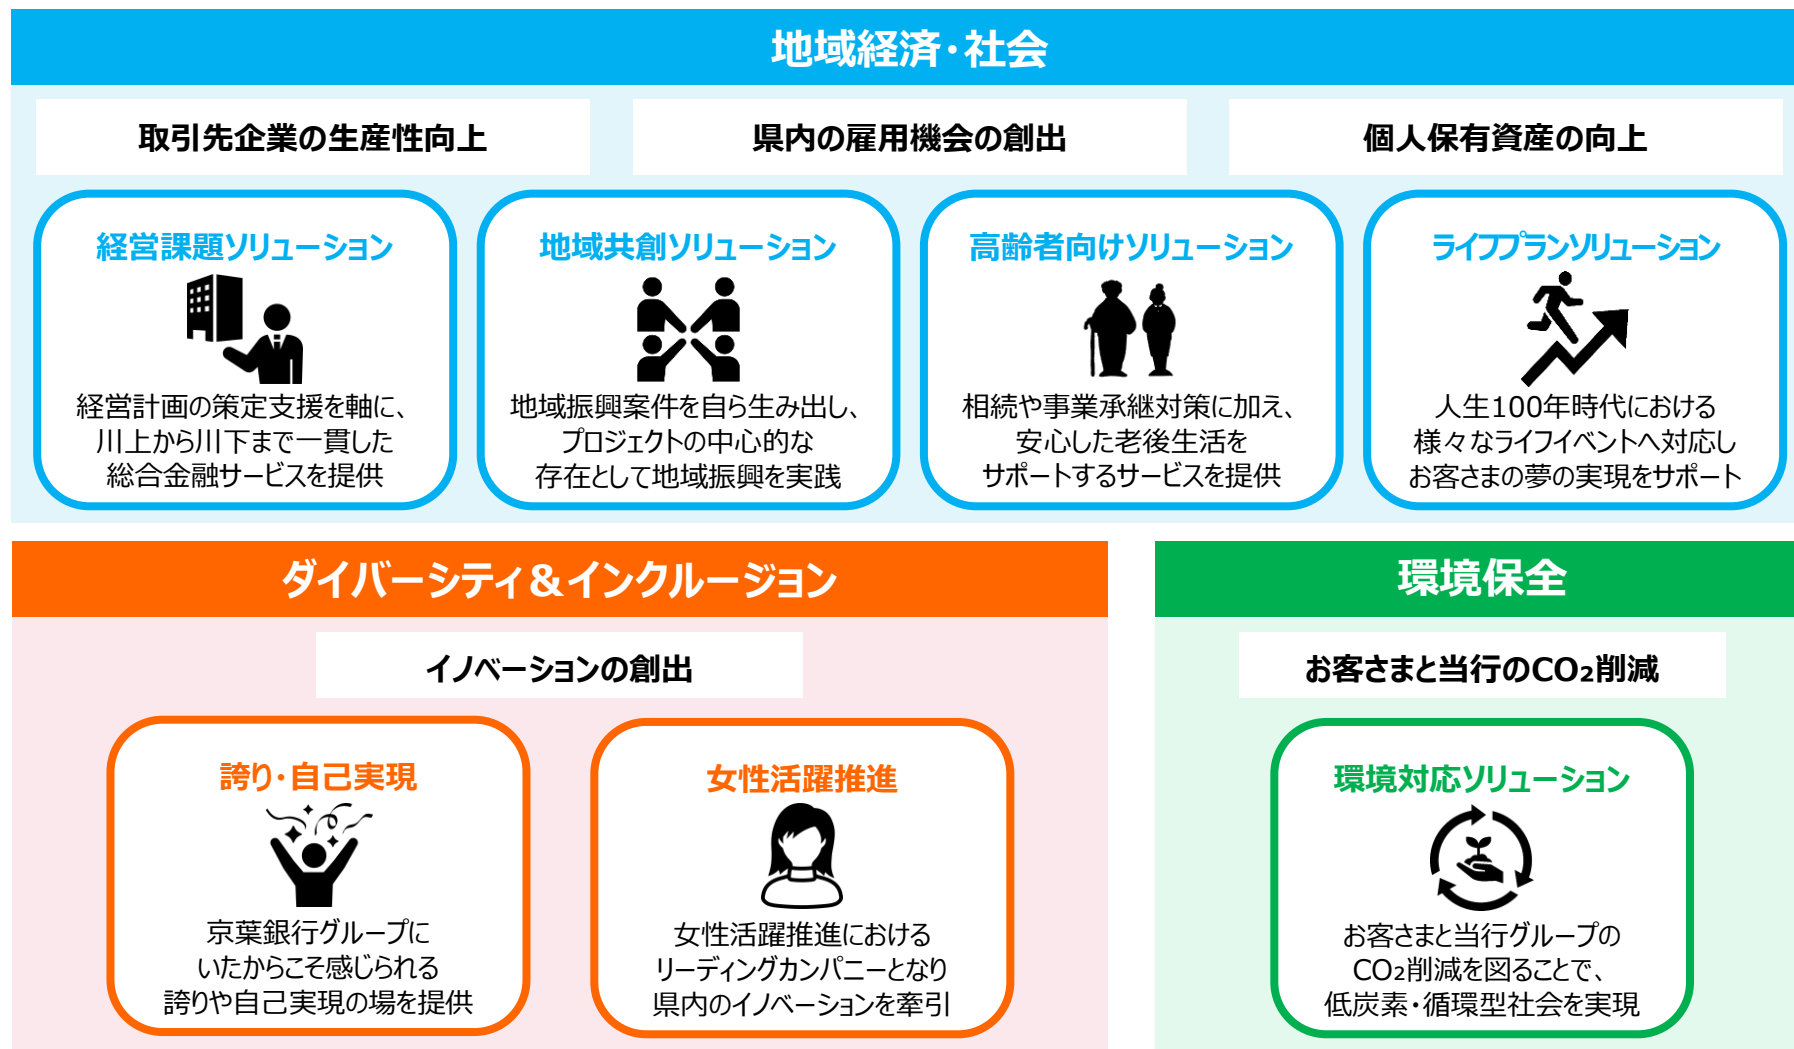 地域経済・社会
取引先企業の生産性向上
県内の雇用機会の創出
個人保有資産の向上
経営課題ソリューション
経営計画の策定支援を軸に、
川上から川下まで一貫した
総合金融サービスを提供
地域共創ソリューション
地域振興案件を自ら生み出し、
プロジェクトの中心的な
存在として地域振興を実践
高齢者向けソリューション
相続や事業承継対策に加え、
安心した老後生活を
サポートするサービスを提供
ライフプランソリューション
人生100年時代における
様々なライフイベントへ対応し
お客さまの夢の実現をサポート
ダイバーシティ＆インクルージョン
イノベーションの創出
誇り・自己実現
京葉銀行グループに
いたからこそ感じられる
誇りや自己実現の場を提供
女性活躍推進
女性活躍推進における
リーディングカンパニーとなり
県内のイノベーションを牽引
環境保全
お客さまと当行のCO₂削減
環境対応ソリューション
お客さまと当行グループの
CO₂削減を図ることで、
低炭素・循環型社会を実現